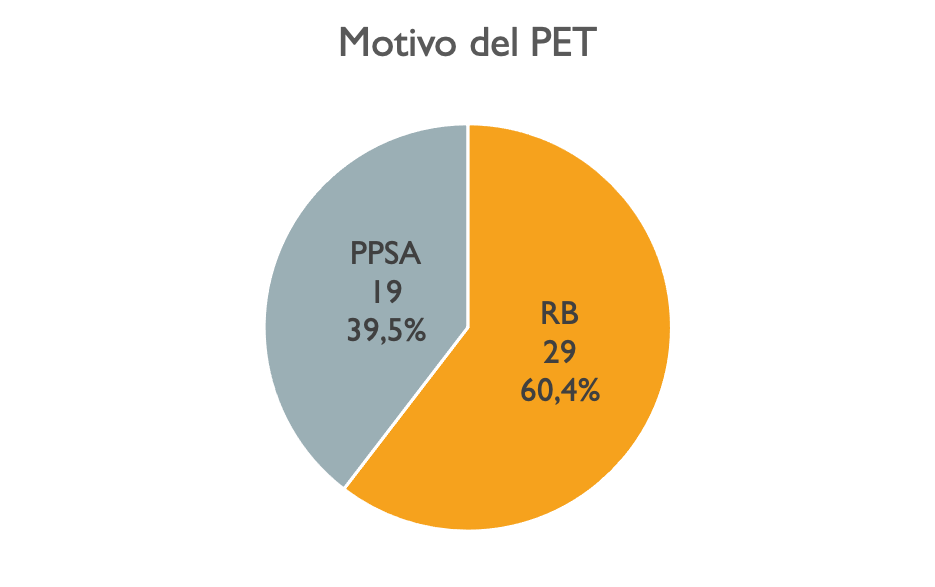 Motivo del PET
PPSA
19
39,5%
RB
29
60,4%